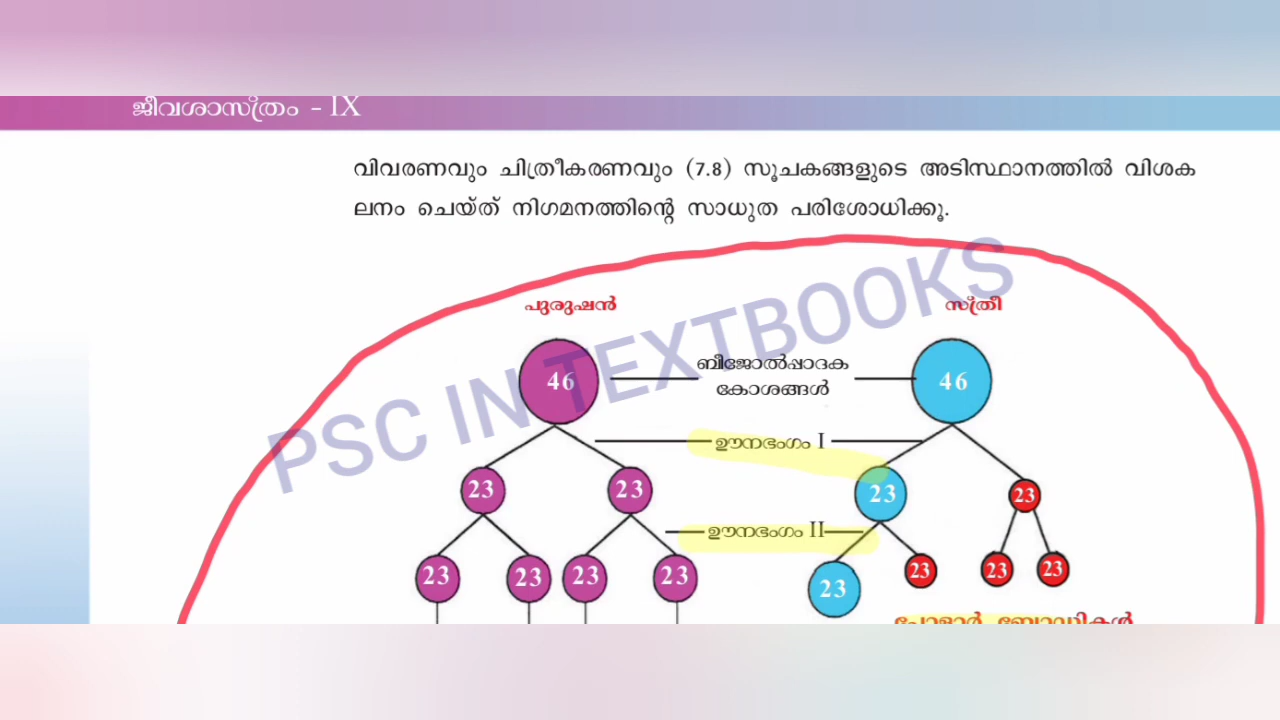 ജീവശാസ്ത്രം - IX
വിവരണവും ചിത്രീകരണവും (7.8) സൂചകങ്ങളുടെ അടിസ്ഥാനത്തിൽ വിശക
ലനം ചെയ്ത് നിഗമനത്തിന്റെ സാധുത പരിശോധിക്കൂ.
പുരുഷൻ
സ്ത്രീ
46
ബീജോൽപ്പാദക
കോശങ്ങൾ
46
ഊനഭംഗം I
23
23
23
23
ഊനഭംഗം II
23
23
23
23
23
23
23
23
പോളാർ ബോഡികൾ
PSC IN TEXTBOOKS